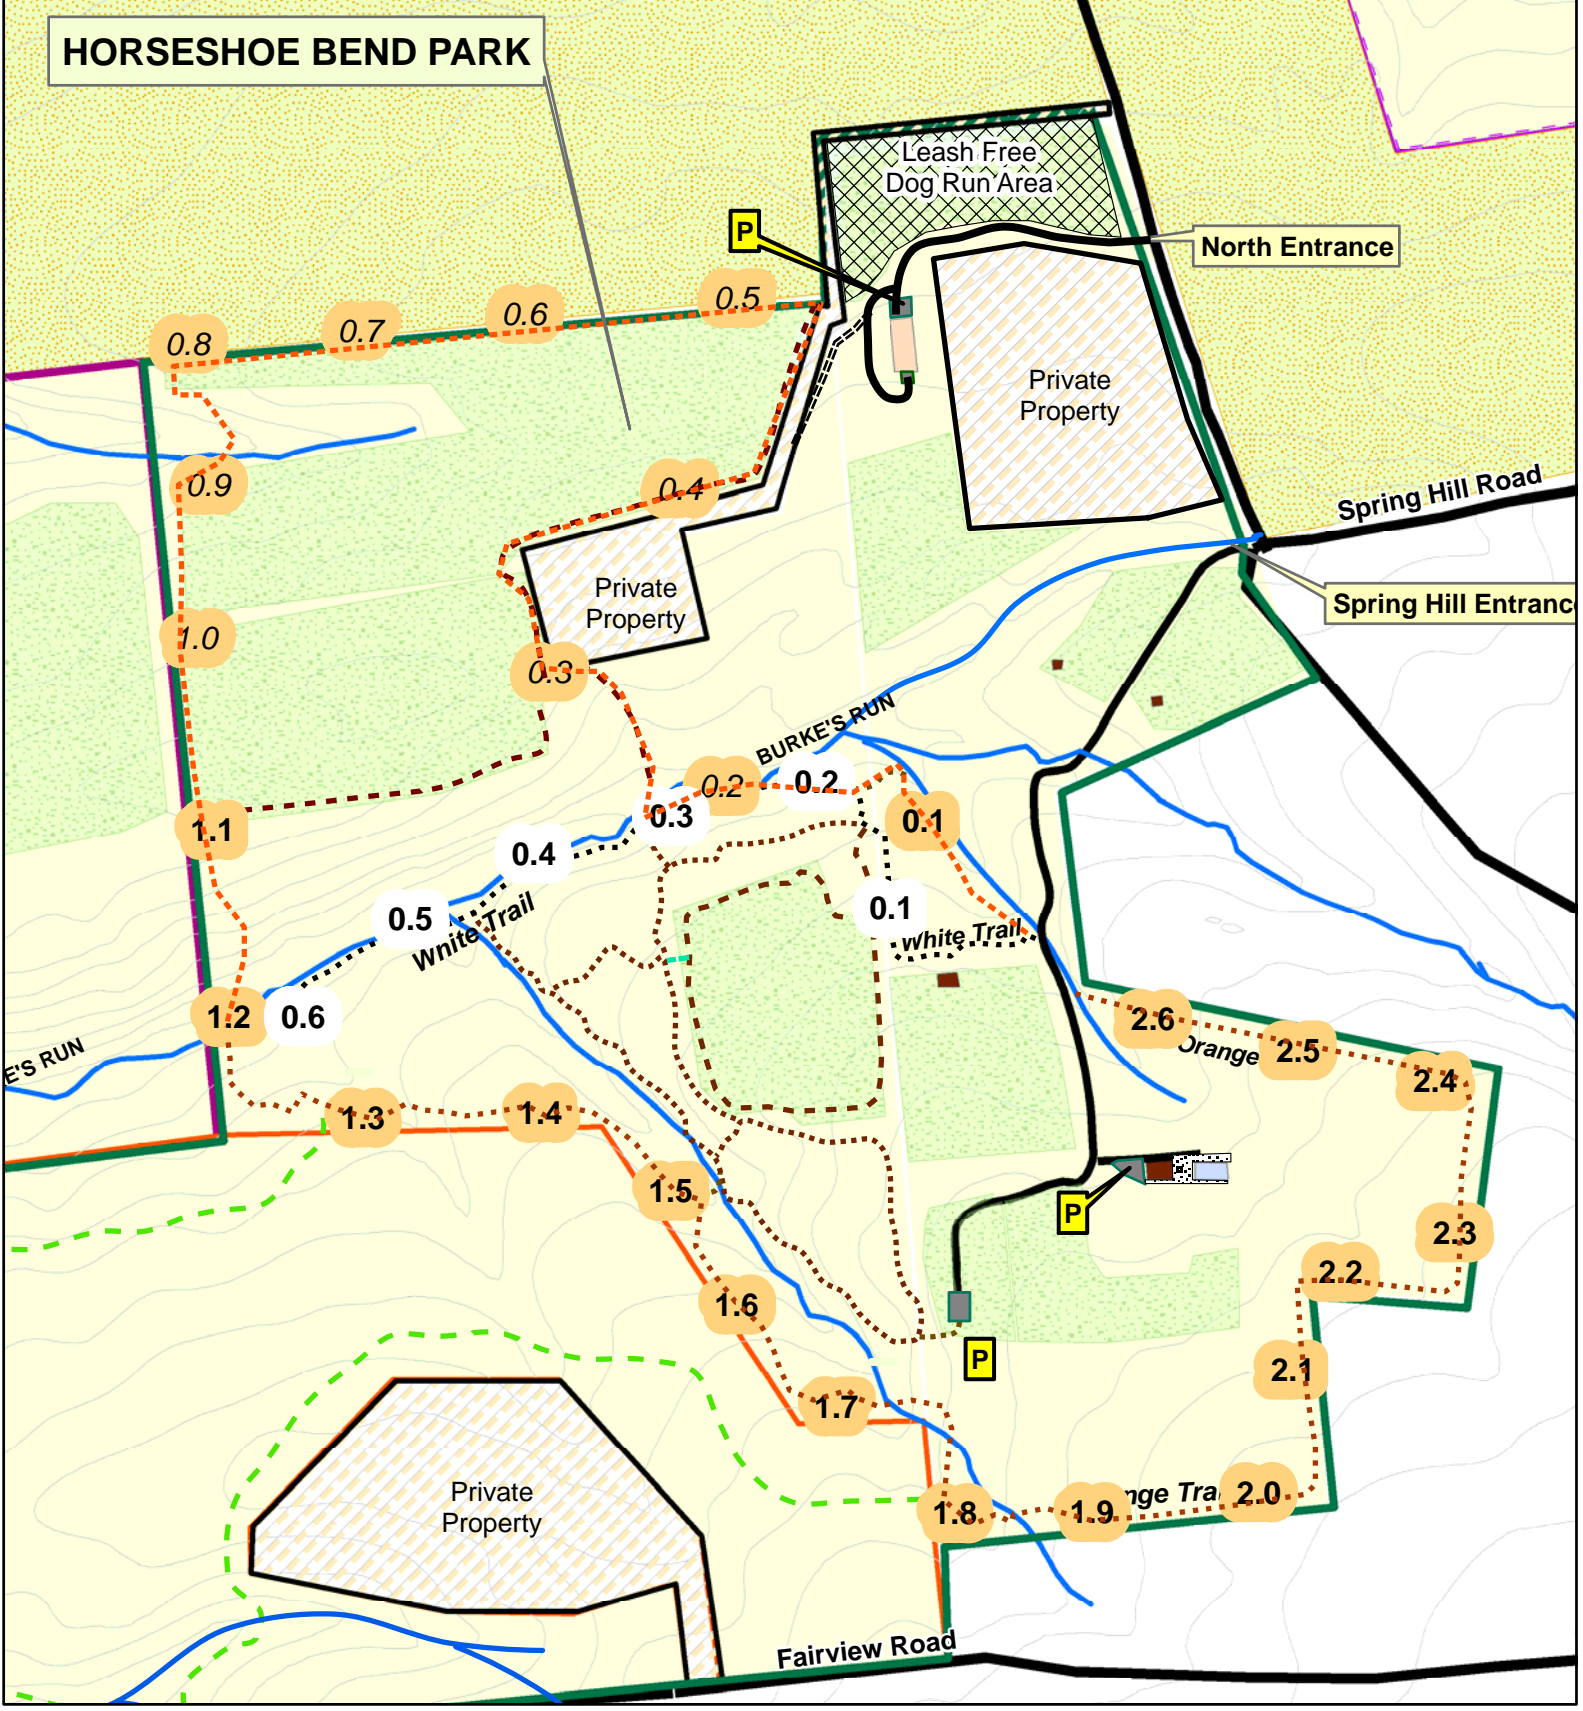 HORSESHOE BEND PARK
Leash Free
Dog Run Area
P
North Entrance
0.5
0.6
0.7
0.8
Private
Property
0.9
0.4
Spring Hill Road
Private
Property
Spring Hill Entranc
1.0
0.3
BURKE'S RUN
0.2
0.2
0.3
0.1
1.1
0.4
0.1
0.5
White Trail
White Trail
1.2
0.6
2.6
Orange
2.5
E'S RUN
2.4
1.3
1.4
1.5
P
2.3
2.2
1.6
P
2.1
1.7
Private
Property
1.8
1.9
nge Tra
2.0
Fairview Road